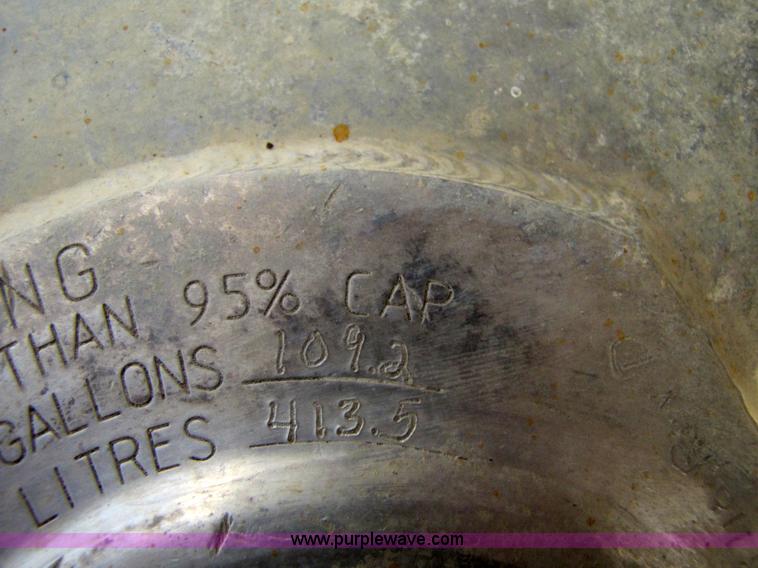 NG
THAN 95% CAP
GALLONS 109.2
LITRES 413.5
www.purplewave.com